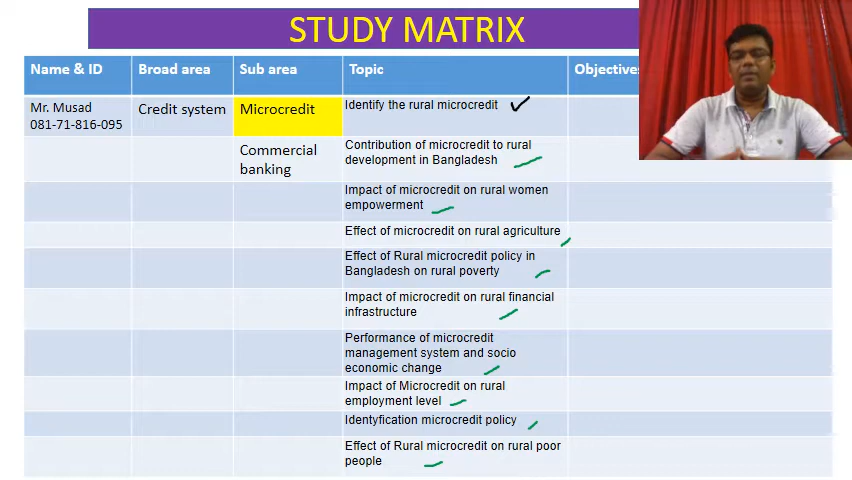 STUDY MATRIX
Name & ID Broad area Sub area Topic Objectives
Mr. Musad Credit system Microcredit Identify the rural microcredit
081-71-816-095
Commercial
banking
Contribution of microcredit to rural
development in Bangladesh
Impact of microcredit on rural women
empowerment
Effect of microcredit on rural agriculture
Effect of Rural microcredit policy in
Bangladesh on rural poverty
Impact of microcredit on rural financial
infrastructure
Performance of microcredit
management system and socio
economic change
Impact of Microcredit on rural
employment level
Identyfication microcredit policy
Effect of Rural microcredit on rural poor
people